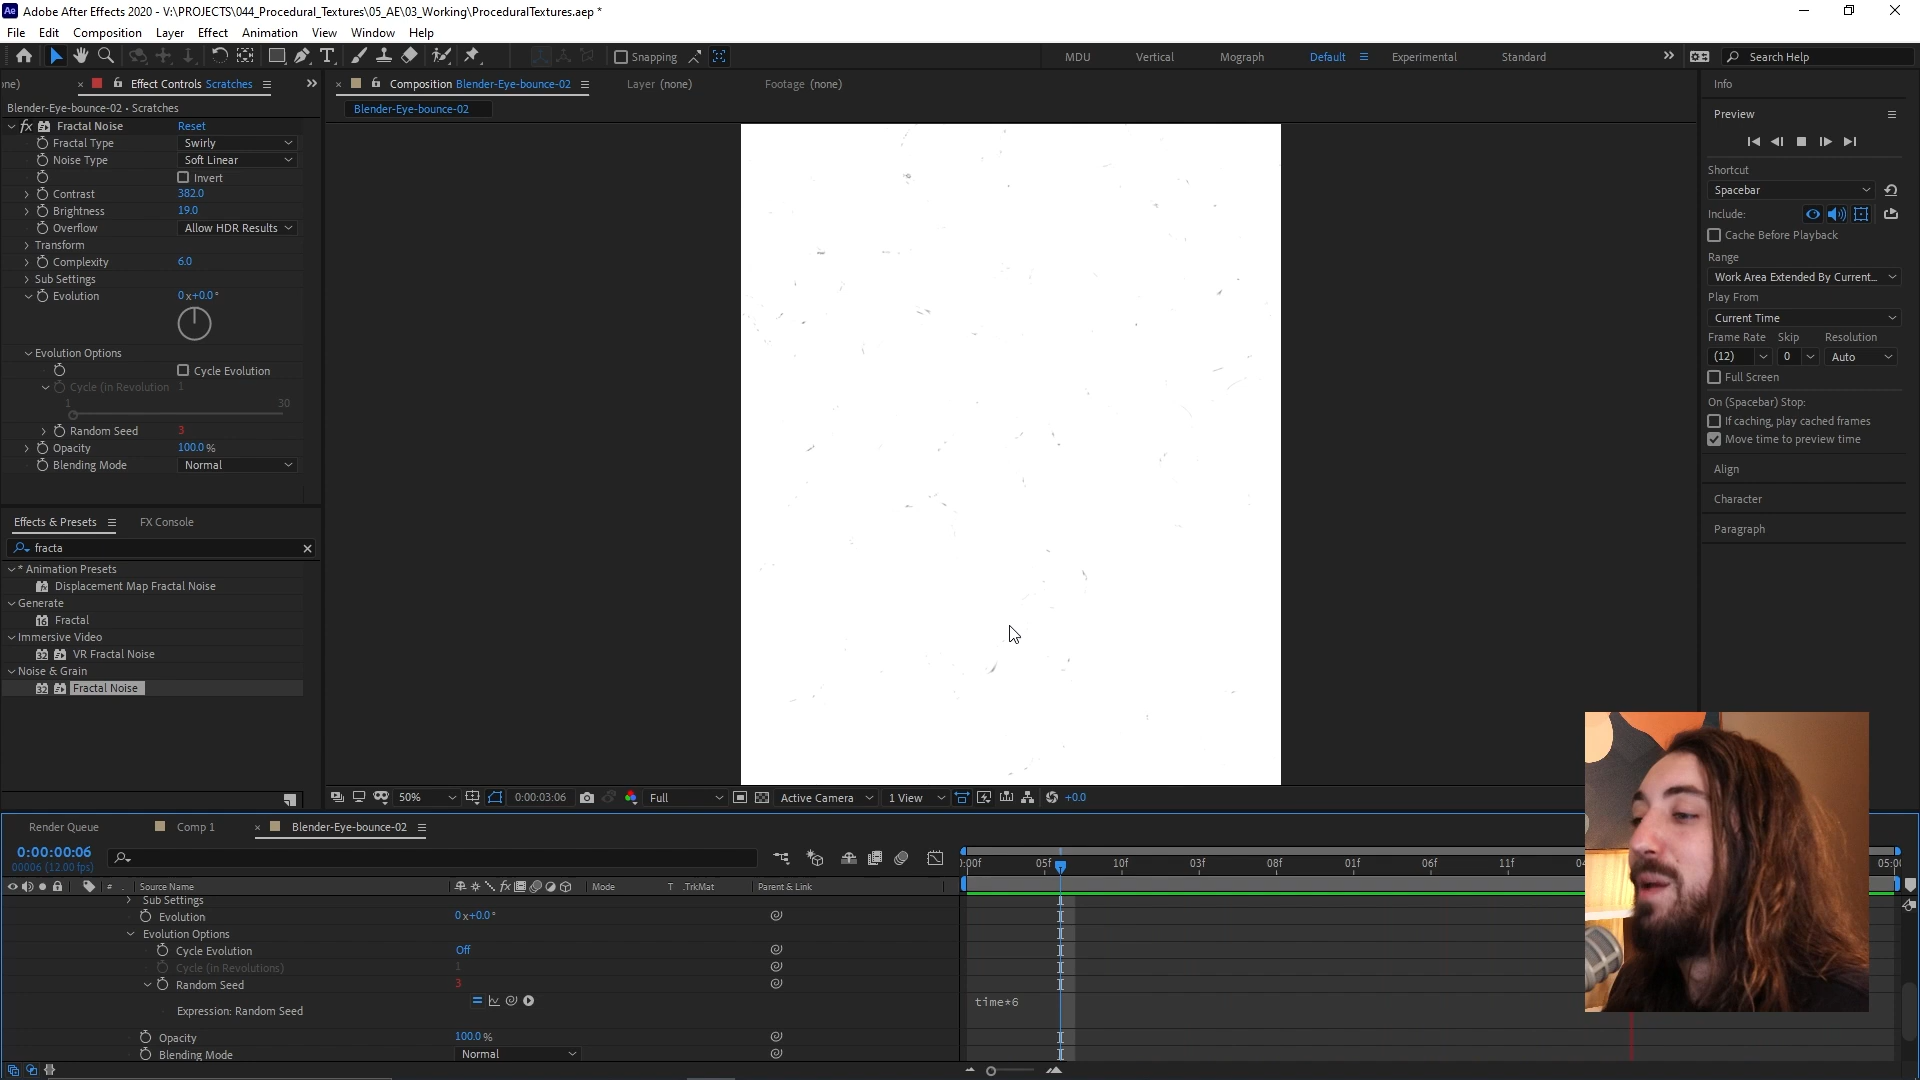 Adobe After Effects 2020 - V:\PROJECTS\044_Procedural_Textures\05_AE\03_Working\ProceduralTextures.aep *
File Edit Composition Layer Effect Animation View Window Help
Snapping
MDU Vertical Mograph Default Experimental Standard
Search Help
Effect Controls Scratches
Blender-Eye-bounce-02 • Scratches
fx Fractal Noise Reset
Fractal Type Swirly
Noise Type Soft Linear
Invert
Contrast 382.0
Brightness 19.0
Overflow Allow HDR Results
Transform
Complexity 6.0
Sub Settings
Evolution 0x+0.0°
Evolution Options
Cycle Evolution
Cycle (in Revolution 1
1 30
Random Seed 3
Opacity 100.0 %
Blending Mode Normal
Effects & Presets FX Console
fracta
* Animation Presets
Displacement Map Fractal Noise
Generate
Fractal
Immersive Video
VR Fractal Noise
Noise & Grain
Fractal Noise
Composition Blender-Eye-bounce-02 Layer (none) Footage (none)
Blender-Eye-bounce-02
50% 0:00:03:06 Full Active Camera 1 View +0.0
Info
Preview
Shortcut
Spacebar
Include:
Cache Before Playback
Range
Work Area Extended By Current...
Play From
Current Time
Frame Rate Skip Resolution
(12) 0 Auto
Full Screen
On (Spacebar) Stop:
If caching, play cached frames
Move time to preview time
Align
Character
Paragraph
Render Queue Comp 1 Blender-Eye-bounce-02
0:00:00:06
00006 (12.00 fps)
# Source Name fx Mode T .TrkMat Parent & Link
05f 10f 03f 08f 01f 06f 11f
Sub Settings
Evolution 0x+0.0°
Evolution Options
Cycle Evolution Off
Cycle (in Revolutions) 1
Random Seed 3
Expression: Random Seed time*6
Opacity 100.0 %
Blending Mode Normal